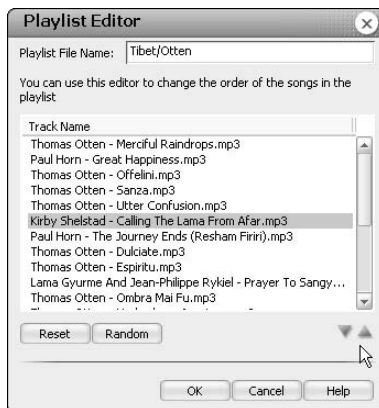 Playlist Editor
Playlist File Name: Tibet/Otten
You can use this editor to change the order of the songs in the
playlist
Track Name
Thomas Otten - Merciful Raindrops.mp3
Paul Horn - Great Happiness.mp3
Thomas Otten - Offelini.mp3
Thomas Otten - Sanza.mp3
Thomas Otten - Utter Confusion.mp3
Kirby Shelstad - Calling The Lama From Afar.mp3
Paul Horn - The Journey Ends (Resham Firiri).mp3
Thomas Otten - Dulciate.mp3
Thomas Otten - Espiritu.mp3
Lama Gyurme And Jean-Philippe Rykiel - Prayer To Sangy...
Thomas Otten - Ombra Mai Fu.mp3
Reset Random
OK Cancel Help